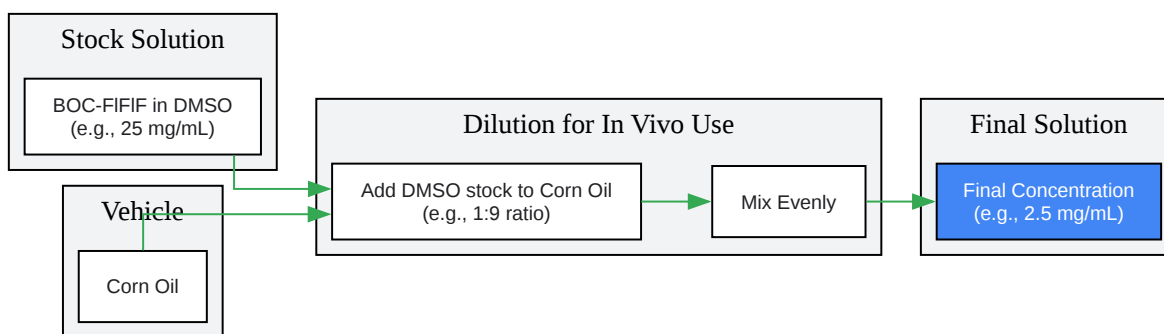 Stock Solution
BOC-FlFlF in DMSO
(e.g., 25 mg/mL)
Vehicle
Corn Oil
Dilution for In Vivo Use
Add DMSO stock to Corn Oil
(e.g., 1:9 ratio)
Mix Evenly
Final Solution
Final Concentration
(e.g., 2.5 mg/mL)